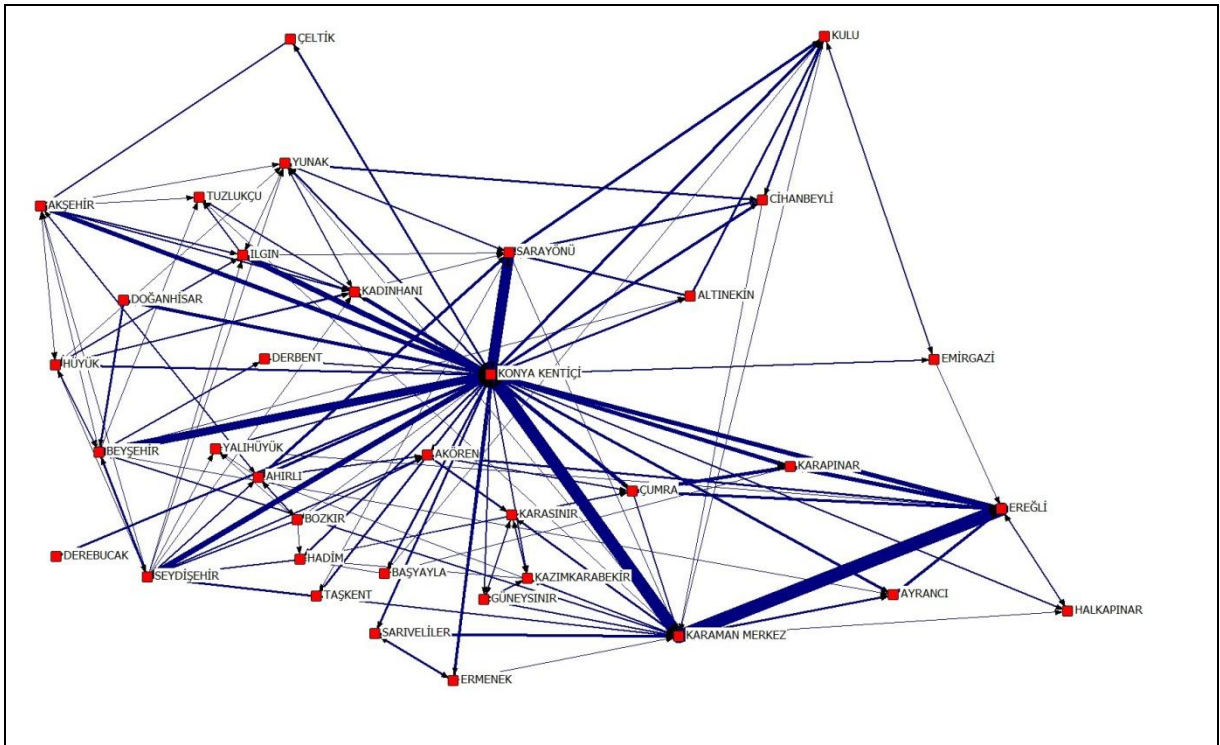 ÇELTİK
KULU
YUNAK
TUZLUKÇU
CİHANBEYLİ
AKŞEHİR
SARAYÖNÜ
ILGIN
KADINHANI
ALTINEKİN
DOĞANHİSAR
DERBENT
EMİRGAZİ
HÜYÜK
KONYA KENTİÇİ
YALIHÜYÜK
BEYŞEHİR
AKÖREN
KARAPINAR
AHIRLI
ÇUMRA
EREĞLİ
KARASINIR
BOZKIR
DEREBUCAK
HADİM
SEYDİŞEHİR
BAŞYAYLA
KAZIMKARABEKİR
TAŞKENT
GÜNEYSINIR
AYRANCI
HALKAPINAR
SARIVELİLER
KARAMAN MERKEZ
ERMENEK